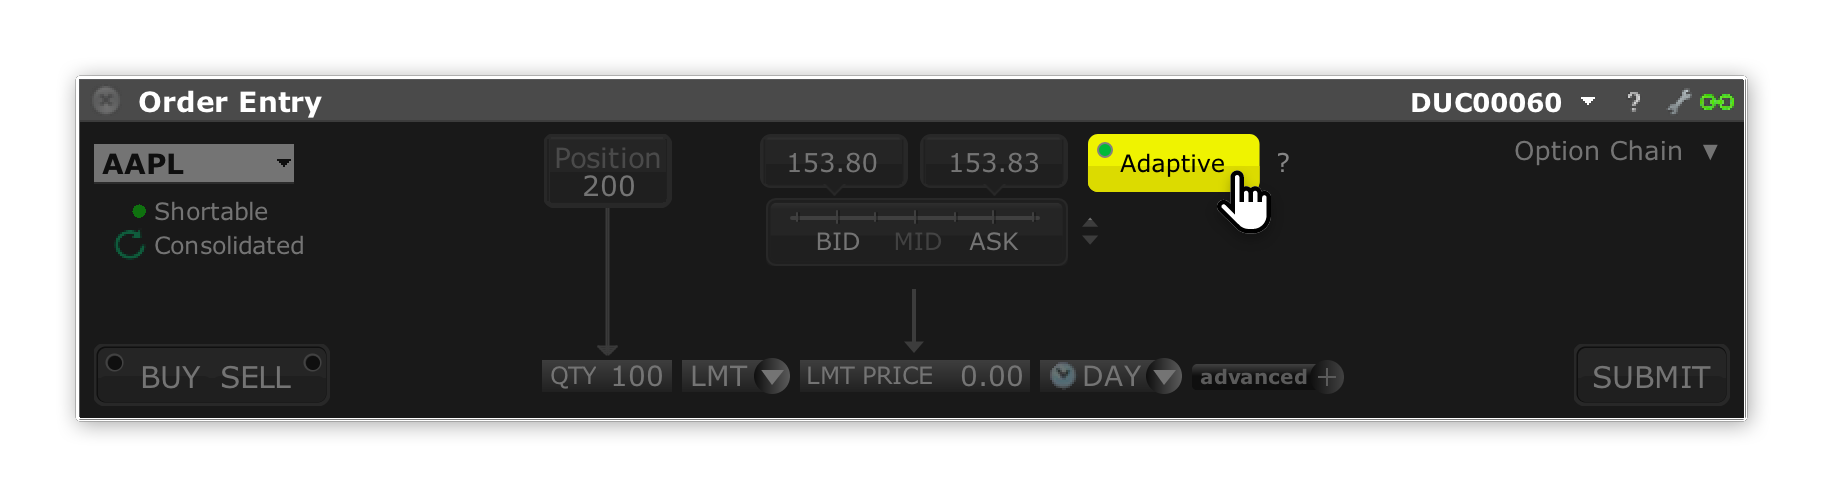 Order Entry DUC00060 ?
AAPL
Position
200
153.80 153.83 Adaptive ?
Option Chain
Shortable
Consolidated
BID MID ASK
BUY SELL
QTY 100 LMT LMT PRICE 0.00 DAY advanced +
SUBMIT